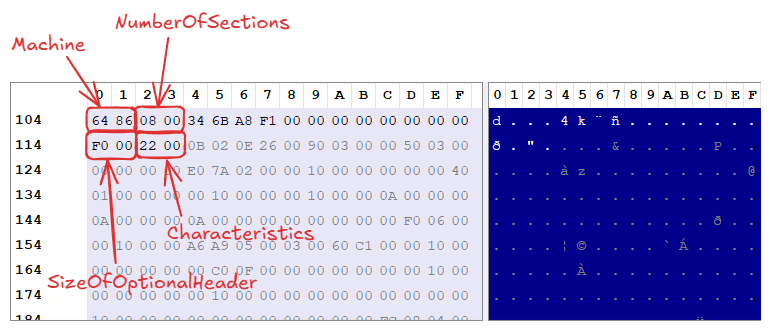 NumberOfSections
Machine
0 1 2 3 4 5 6 7 8 9 A B C D E F 0 1 2 3 4 5 6 7 8 9 A B C D E F
104 64 86 08 00 34 6B A8 F1 00 00 00 00 00 00 00 00 d . . . 4 k ¨ ñ . . . . . . . .
114 F0 00 22 00 0B 02 0E 26 00 90 03 00 00 50 03 00 ð . " . . . . & . . . . . P . .
124 00 00 00 00 E0 7A 02 00 00 10 00 00 00 00 00 40 . . . . à z . . . . . . . . . @
134 01 00 00 00 00 10 00 00 00 10 00 00 0A 00 00 00 . . . . . . . . . . . . . . . .
144 0A 00 00 00 0A 00 00 00 00 00 00 00 00 F0 06 00 . . . . . . . . . . . . . ð . .
Characteristics
154 00 10 00 00 A6 A9 05 00 03 00 60 C1 00 00 10 00 . . . . ¦ © . . . . ` Á . . . .
164 00 00 00 00 00 C0 0F 00 00 00 00 00 00 00 10 00 . . . . . À . . . . . . . . . .
SizeOfOptionalHeader
174 00 00 00 00 00 10 00 00 00 00 00 00 00 00 00 00 . . . . . . . . . . . . . . . .
184